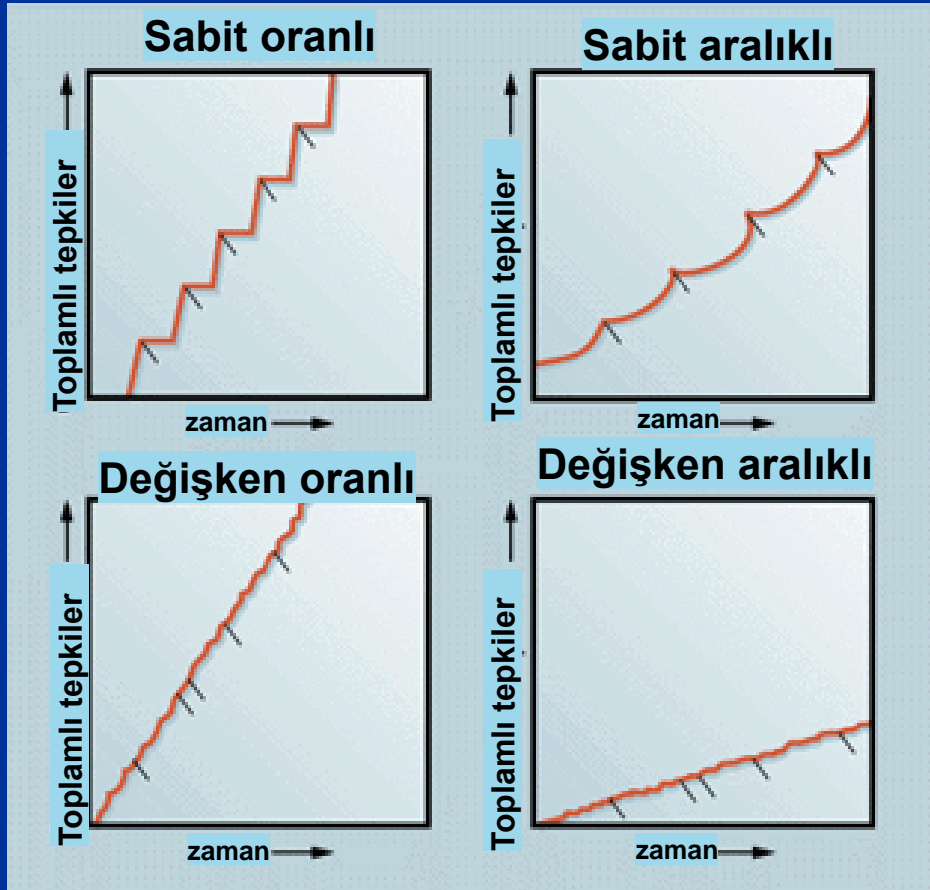 Sabit oranlı
Toplamlı tepkiler
zaman
Sabit aralıklı
Toplamlı tepkiler
zaman
Değişken oranlı
Toplamlı tepkiler
zaman
Değişken aralıklı
Toplamlı tepkiler
zaman